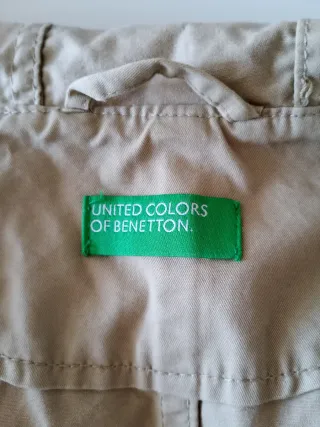 UNITED COLORS
OF BENETTON.